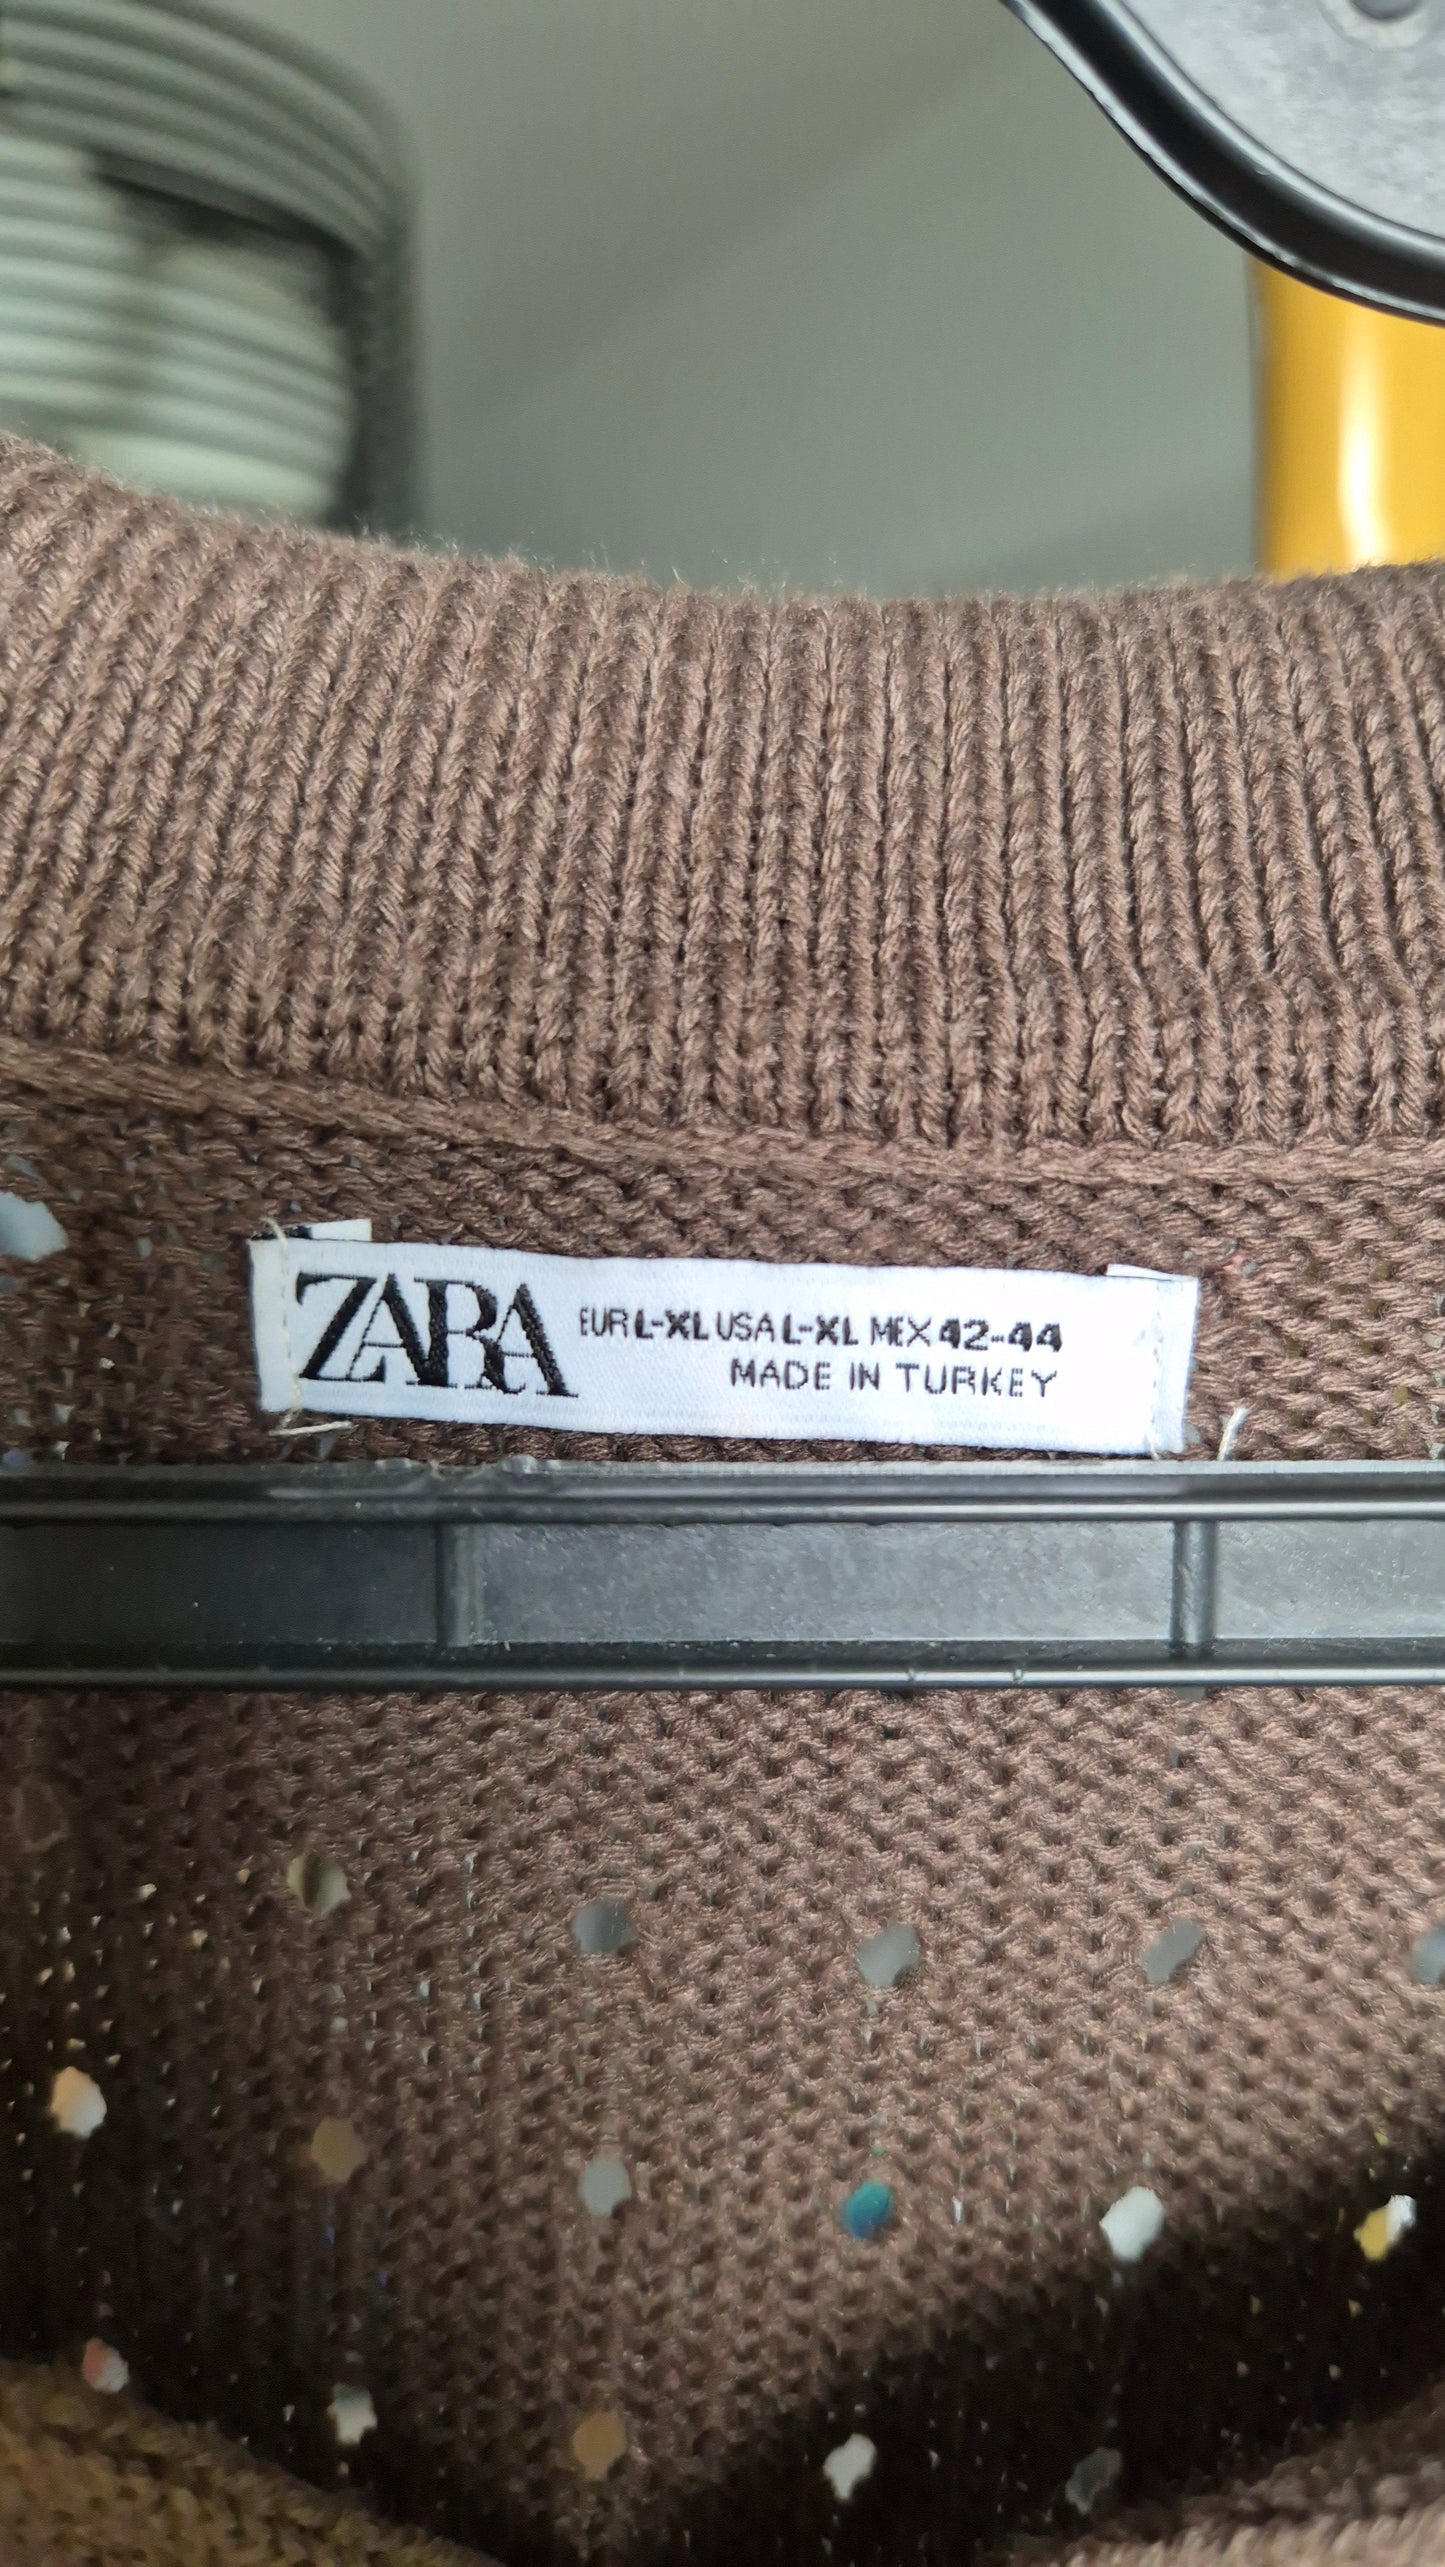 ZARA
EUR L-XL USA L-XL MEX 42-44
MADE IN TURKEY